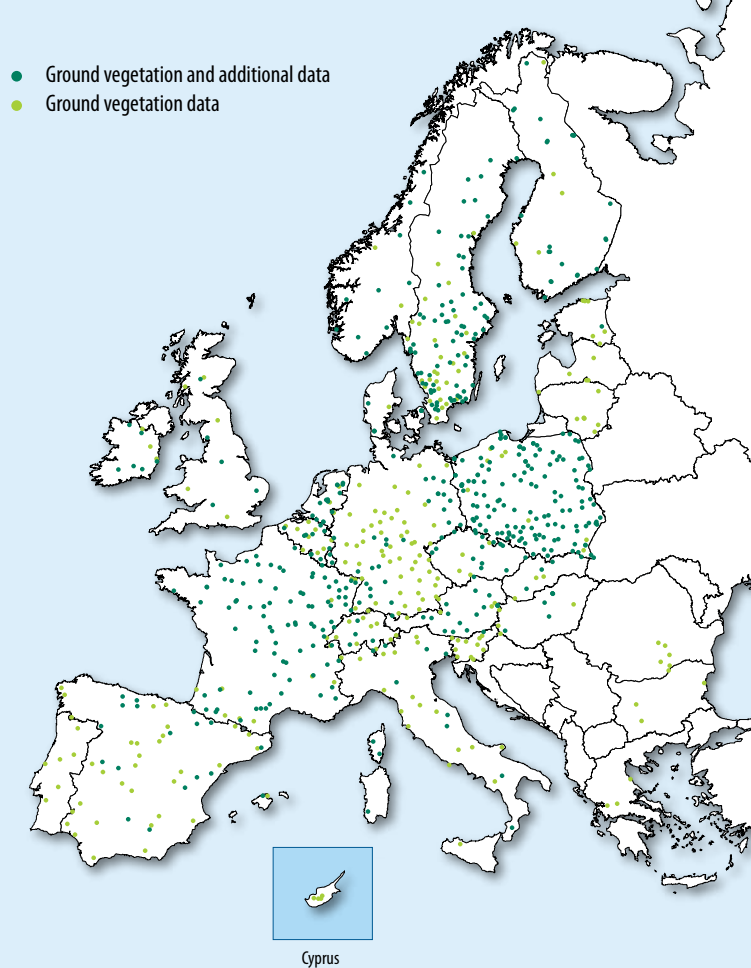 Ground vegetation and additional data
Ground vegetation data
Cyprus